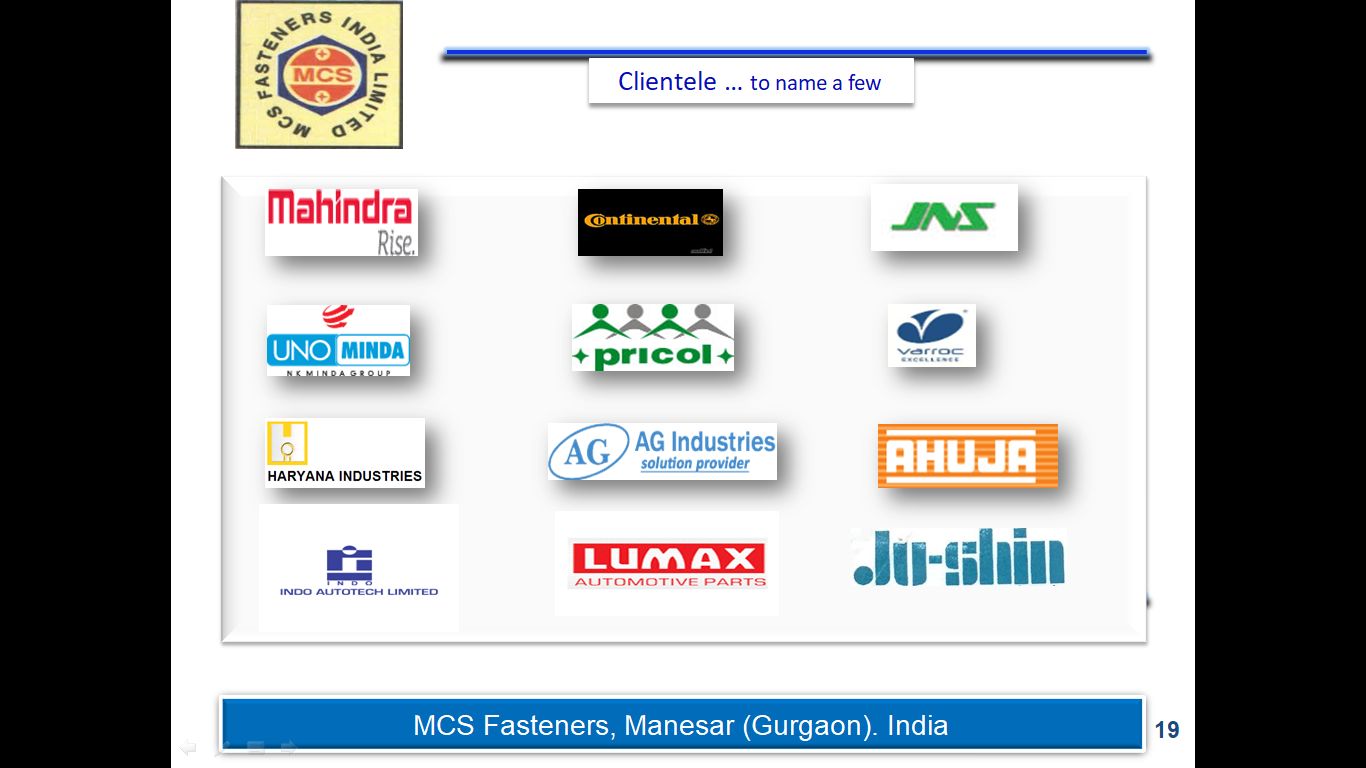 MCS FASTENERS INDIA LIMITED
MCS
Clientele ... to name a few
Mahindra
Rise.
Continental
JNS
UNO MINDA
NK MINDA GROUP
pricol
varroc
EXCELLENCE
H
HARYANA INDUSTRIES
AG
AG Industries
solution provider
AHUJA
INDO
INDO AUTOTECH LIMITED
LUMAX
AUTOMOTIVE PARTS
Ju-shin
MCS Fasteners, Manesar (Gurgaon). India
19